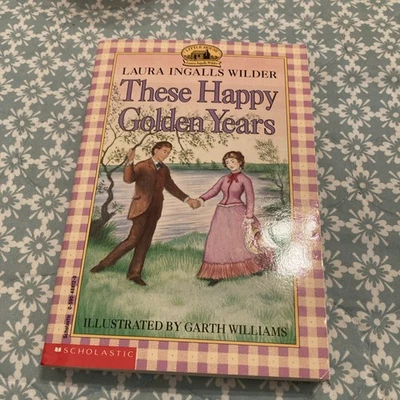 LAURA INGALLS WILDER
These Happy
Golden Years
ILLUSTRATED BY GARTH WILLIAMS
SCHOLASTIC